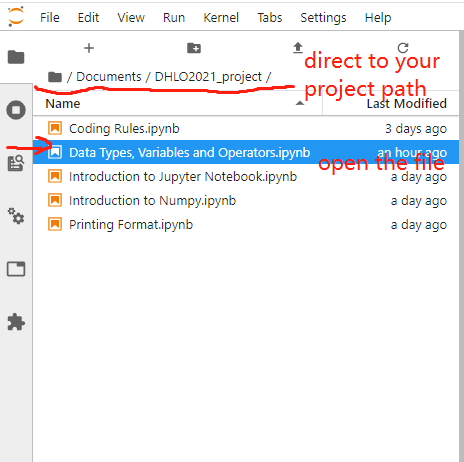 File Edit View Run Kernel Tabs Settings Help
direct to your
project path
/ Documents / DHLO2021_project /
Name Last Modified
Coding Rules.ipynb 3 days ago
Data Types, Variables and Operators.ipynb an hour ago
open the file
Introduction to Jupyter Notebook.ipynb a day ago
Introduction to Numpy.ipynb a day ago
Printing Format.ipynb a day ago